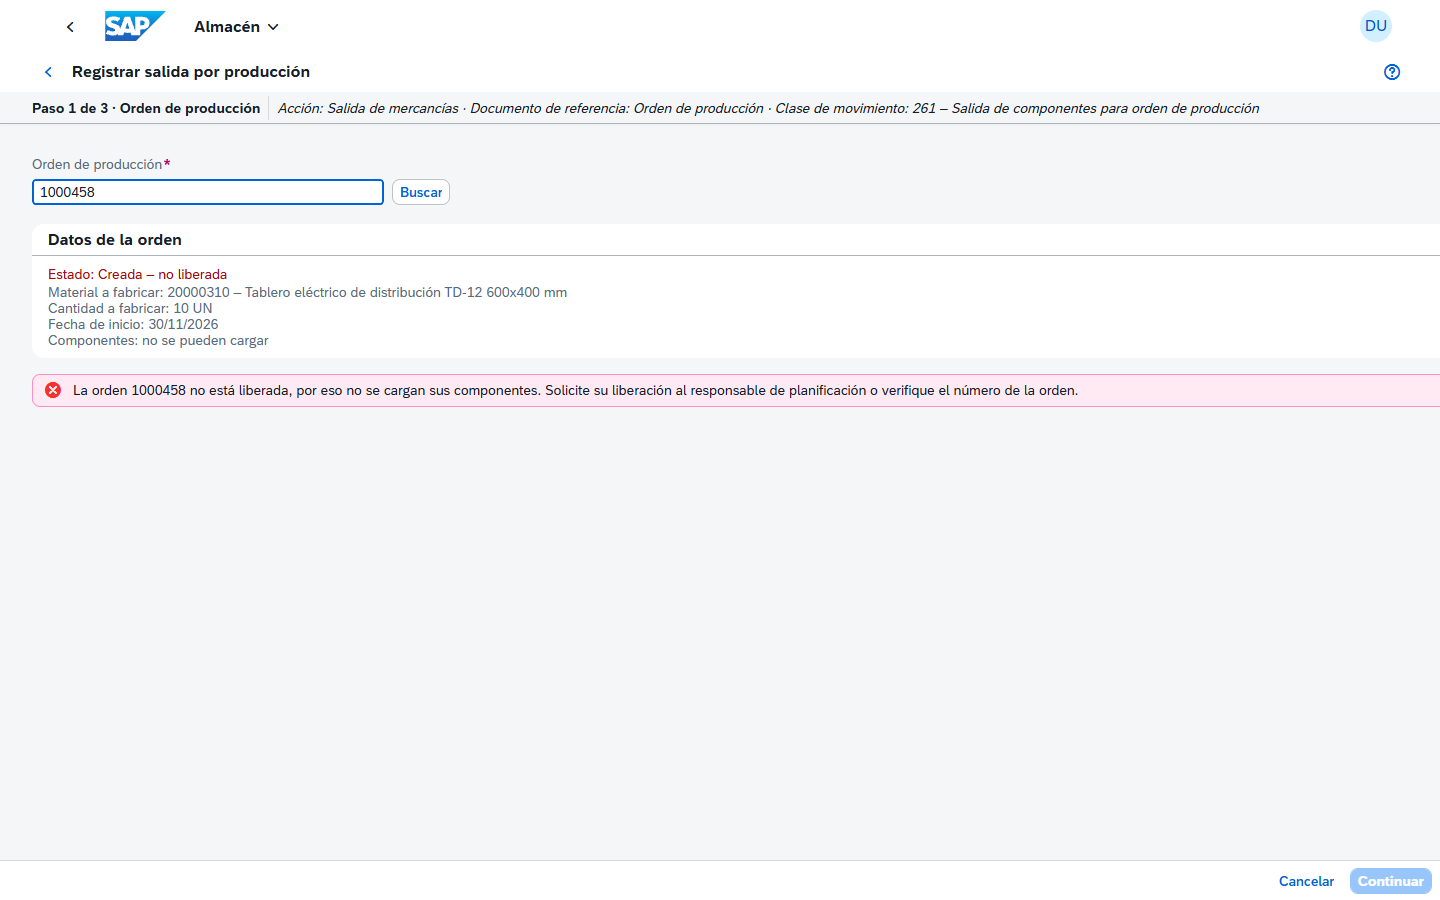 SAP
Almacén
DU
Registrar salida por producción
Paso 1 de 3 · Orden de producción
Acción: Salida de mercancías · Documento de referencia: Orden de producción · Clase de movimiento: 261 – Salida de componentes para orden de producción
Orden de producción*
1000458
Buscar
Datos de la orden
Estado: Creada – no liberada
Material a fabricar: 20000310 – Tablero eléctrico de distribución TD-12 600x400 mm
Cantidad a fabricar: 10 UN
Fecha de inicio: 30/11/2026
Componentes: no se pueden cargar
La orden 1000458 no está liberada, por eso no se cargan sus componentes. Solicite su liberación al responsable de planificación o verifique el número de la orden.
Cancelar
Continuar